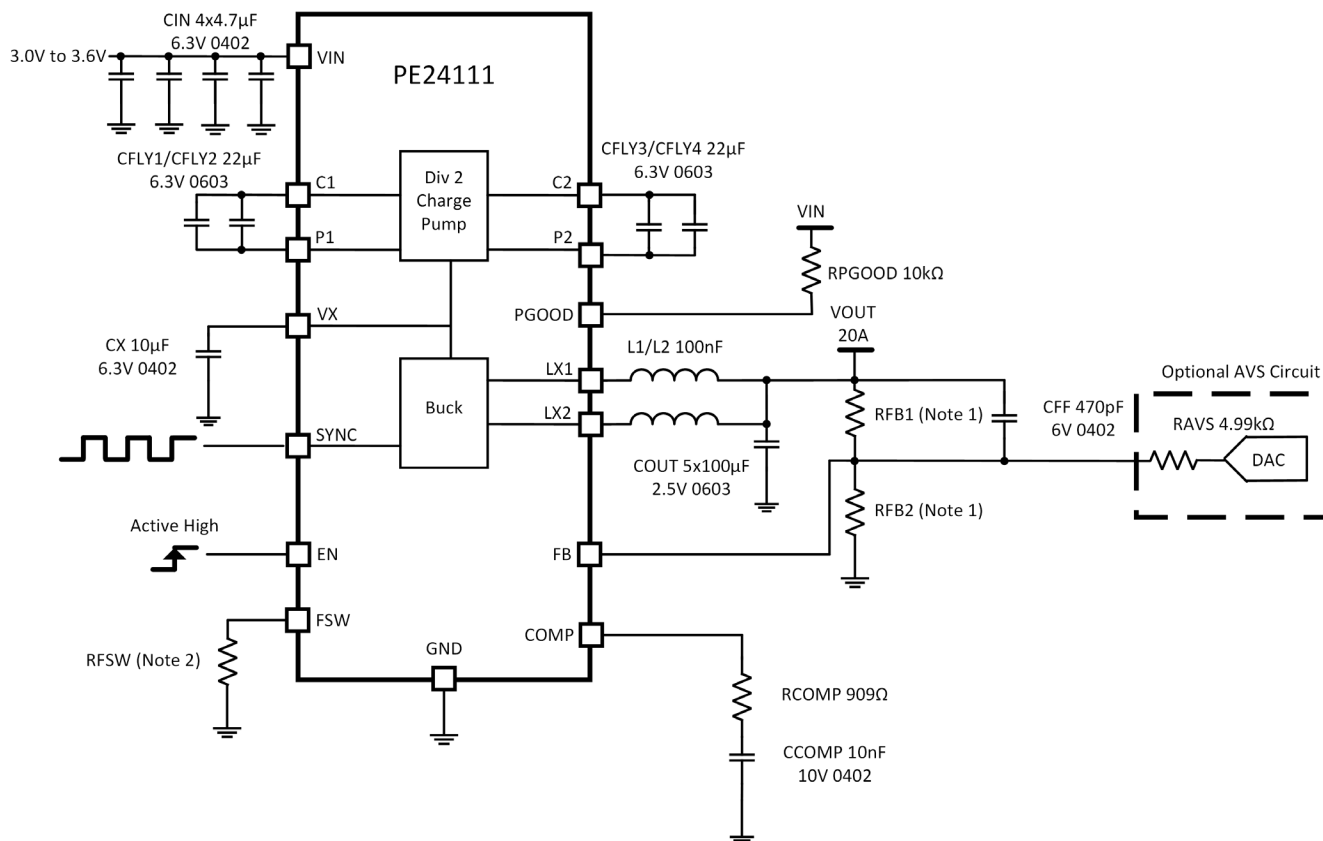 CIN 4x4.7µF
6.3V 0402
3.0V to 3.6V
VIN
PE24111
CFLY1/CFLY2 22µF
6.3V 0603
C1
P1
Div 2
Charge
Pump
C2
P2
CFLY3/CFLY4 22µF
6.3V 0603
VIN
RPGOOD 10kΩ
PGOOD
VX
CX 10µF
6.3V 0402
VOUT
20A
L1/L2 100nF
LX1
LX2
Buck
SYNC
COUT 5x100µF
2.5V 0603
RFB1 (Note 1)
CFF 470pF
6V 0402
Optional AVS Circuit
RAVS 4.99kΩ
DAC
RFB2 (Note 1)
Active High
EN
FB
FSW
RFSW (Note 2)
GND
COMP
RCOMP 909Ω
CCOMP 10nF
10V 0402